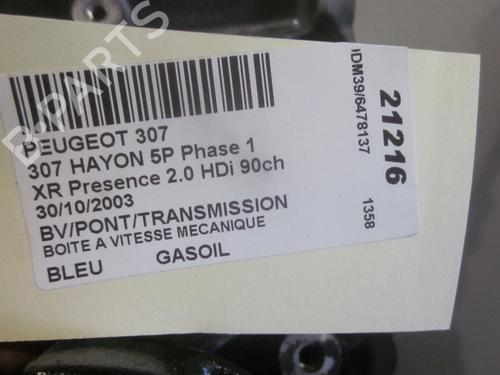 B-PARTS
PEUGEOT 307
307 HAYON 5P Phase 1
XR Presence 2.0 HDi 90ch
30/10/2003
BV/PONT/TRANSMISSION
BOITE A VITESSE MECANIQUE
BLEU GASOIL
IDM39/6478137
21216
1358